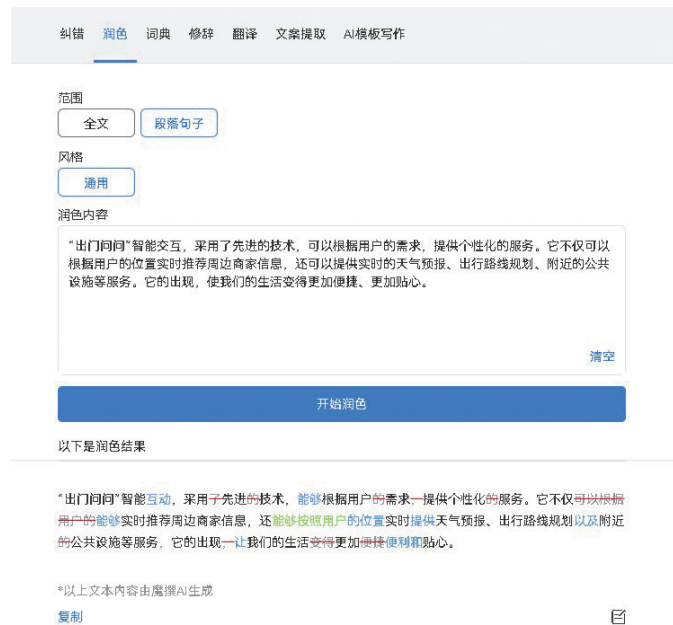 纠错 润色 词典 修辞 翻译 文案提取 AI模板写作
范围
全文 段落句子
风格
通用
润色内容
“出门问问”智能交互，采用了先进的技术，可以根据用户的需求，提供个性化的服务。它不仅可以
根据用户的位置实时推荐周边商家信息，还可以提供实时的天气预报、出行路线规划、附近的公共
设施等服务。它的出现，使我们的生活变得更加便捷、更加贴心。
清空
开始润色
以下是润色结果
“出门问问”智能互动，采用了先进的技术，能够根据用户的需求，提供个性化的服务。它不仅可以根据
用户的能够实时推荐周边商家信息，还能够按照用户的位置实时提供天气预报、出行路线规划以及附近
的公共设施等服务，它的出现，让我们的生活变得更加便捷便利和贴心。
*以上文本内容由魔撰AI生成
复制